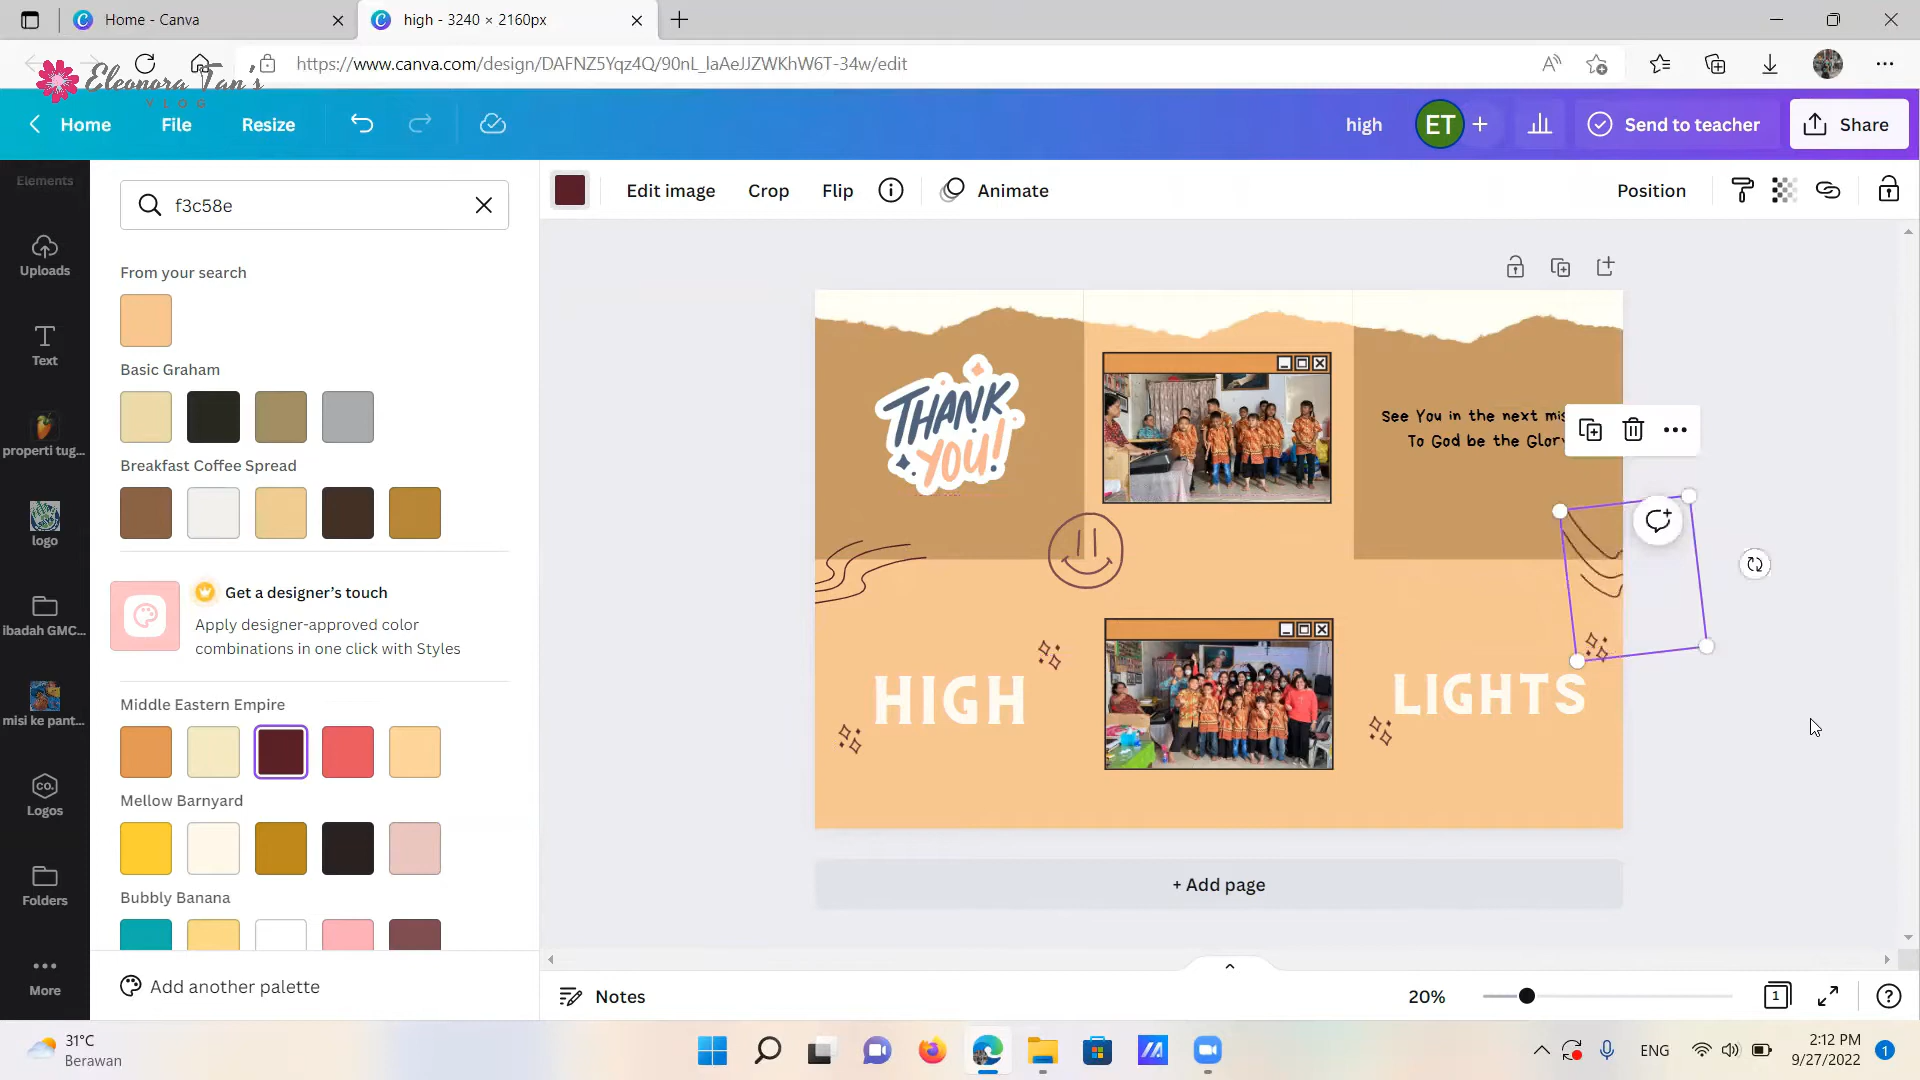 Home - Canva
high - 3240 × 2160px
https://www.canva.com/design/DAFNZ5Yqz4Q/90nL_laAeJJZWKhW6T-34w/edit
Eleonora Tan's
VLOG
Home
File
Resize
high
ET
Send to teacher
Share
Elements
Uploads
Text
properti tug...
logo
ibadah GMC...
misi ke pant...
CO.
Logos
Folders
More
f3c58e
From your search
Basic Graham
Breakfast Coffee Spread
Get a designer's touch
Apply designer-approved color
combinations in one click with Styles
Middle Eastern Empire
Mellow Barnyard
Bubbly Banana
Add another palette
Edit image
Crop
Flip
Animate
Position
THANK
YOU!
See You in the next mis
To God be the Glory
HIGH
LIGHTS
+ Add page
Notes
20%
1
31°C
Berawan
ENG
2:12 PM
9/27/2022
1